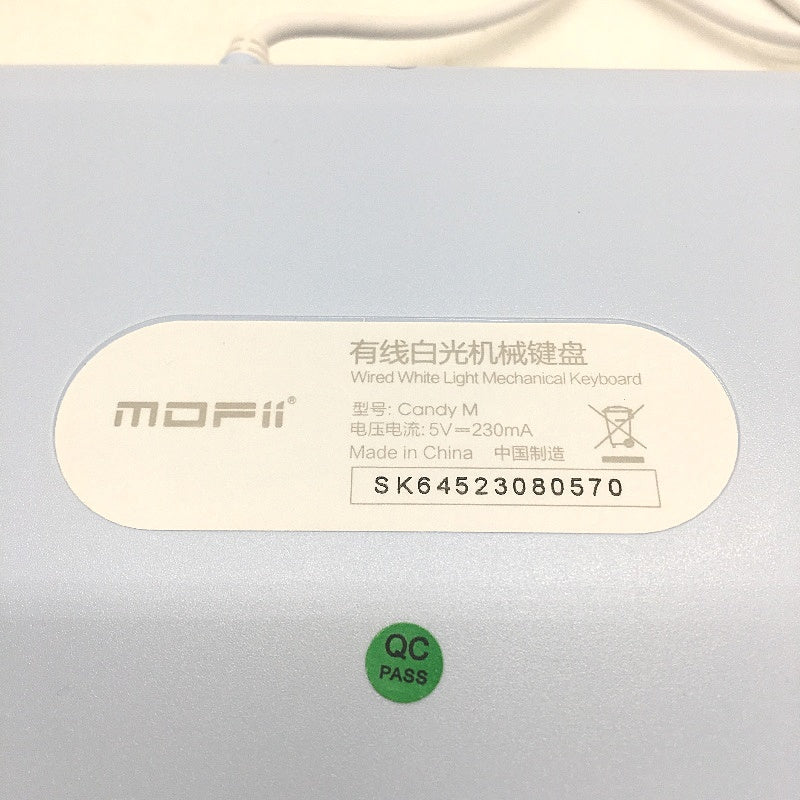 mofii®
有线白光机械键盘
Wired White Light Mechanical Keyboard
型号: Candy M
电压电流: 5V⎓230mA
Made in China 中国制造
SK64523080570
QC
PASS